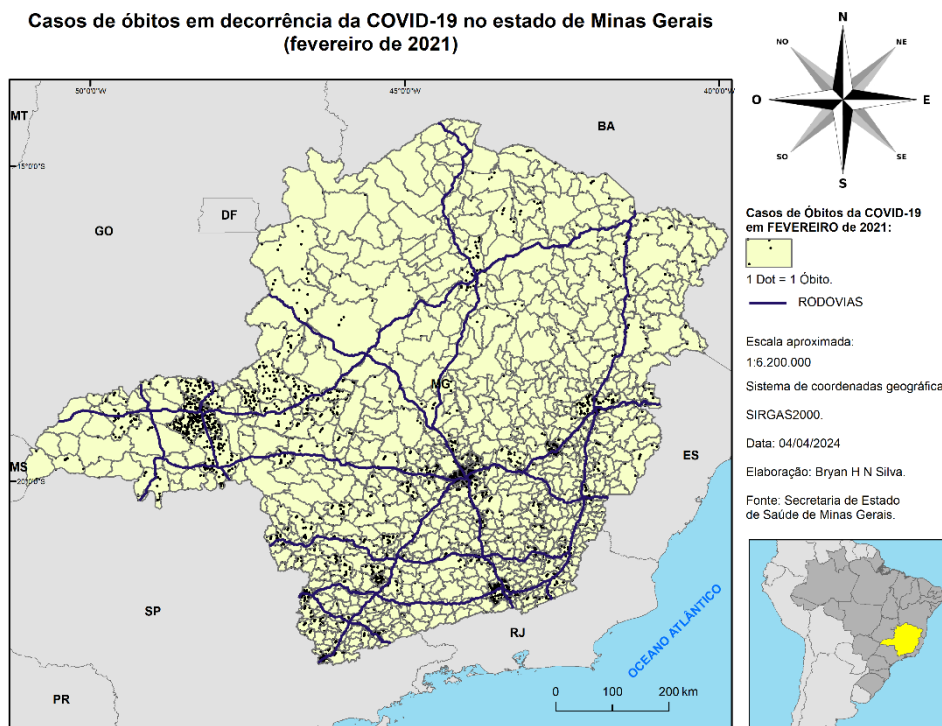 Casos de óbitos em decorrência da COVID-19 no estado de Minas Gerais
(fevereiro de 2021)
50°0'0"O
45°0'0"O
40°0'0"O
MT
BA
15°0'0"S
DF
GO
MG
MS
20°0'0"S
ES
SP
RJ
OCEANO ATLÂNTICO
PR
0 100 200 km
N
NO
NE
O
E
SO
SE
S
Casos de Óbitos da COVID-19
em FEVEREIRO de 2021:
1 Dot = 1 Óbito.
RODOVIAS
Escala aproximada:
1:6.200.000
Sistema de coordenadas geográfica
SIRGAS2000.
Data: 04/04/2024
Elaboração: Bryan H N Silva.
Fonte: Secretaria de Estado
de Saúde de Minas Gerais.